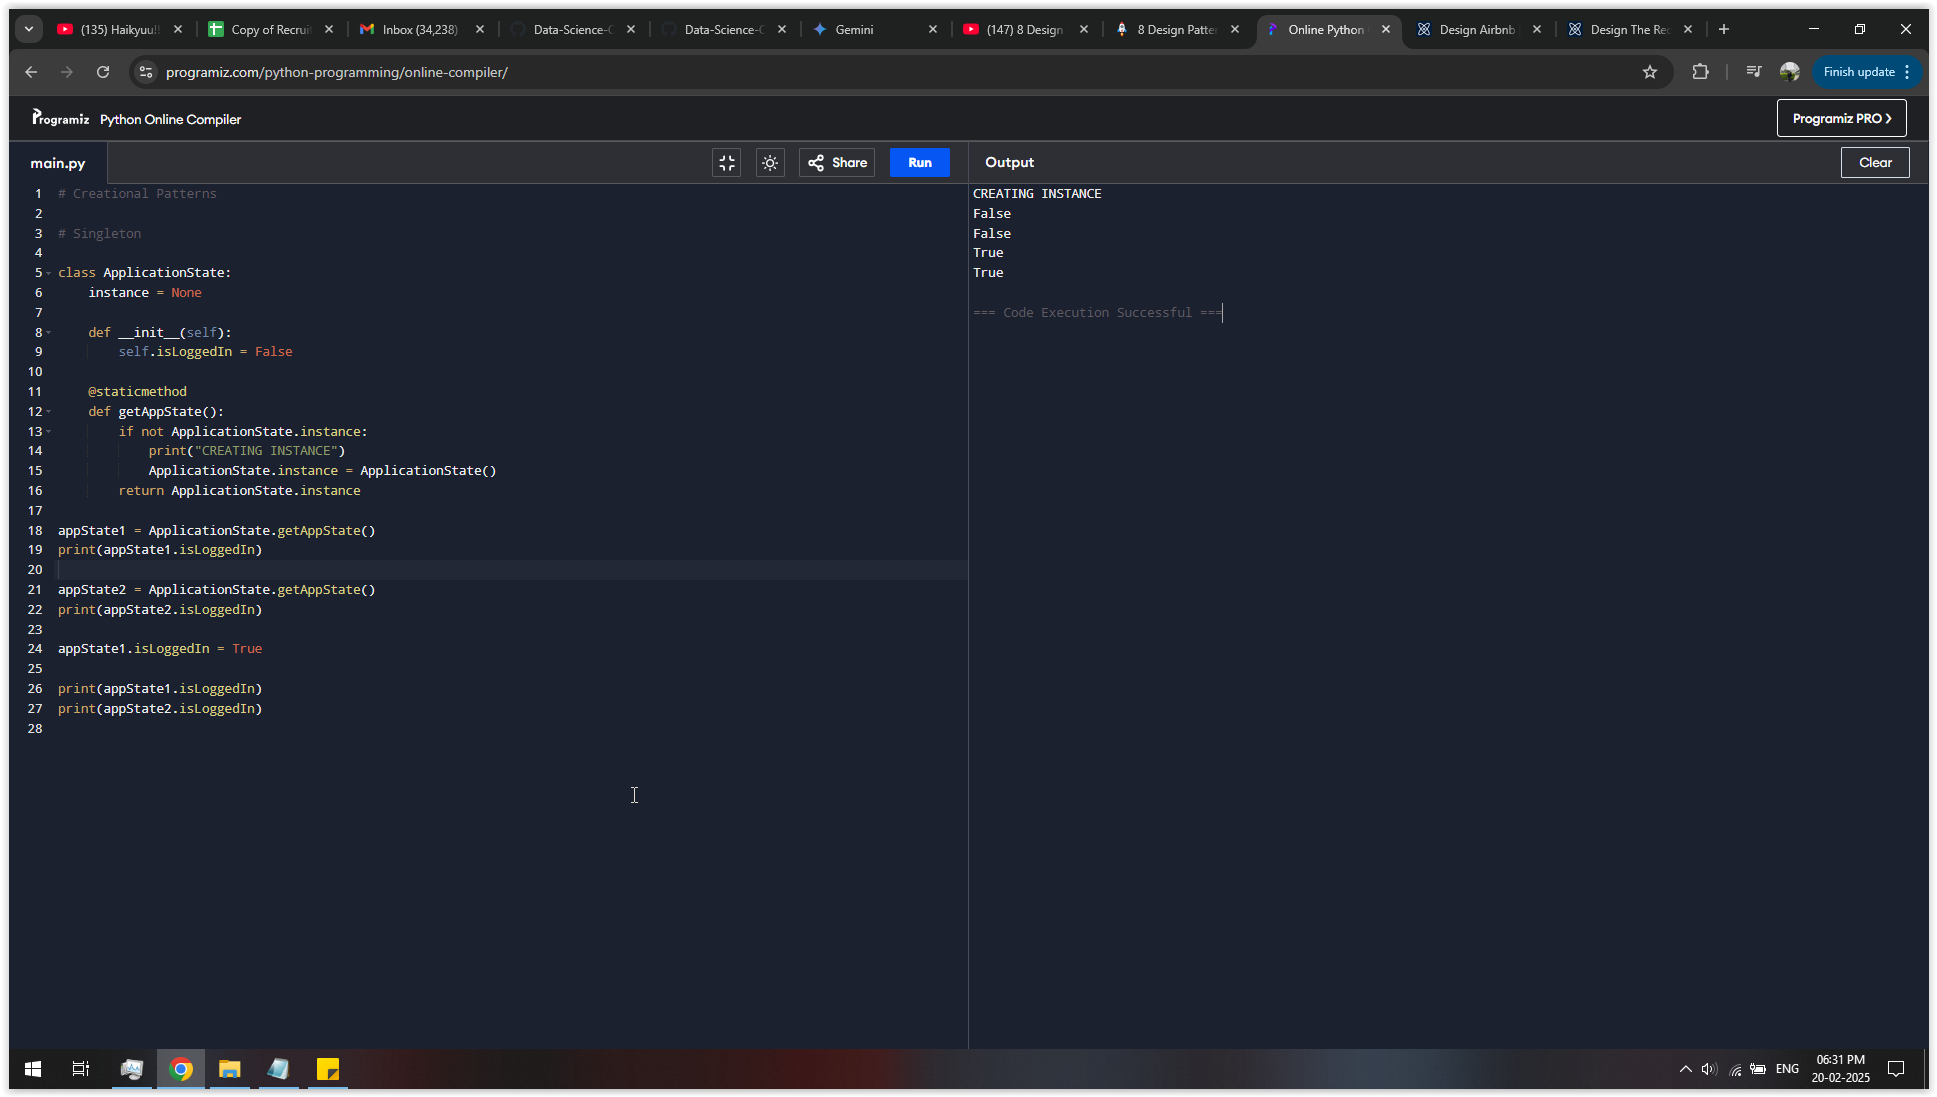 (135) Haikyuu!!
Copy of Recruit
Inbox (34,238)
Data-Science-C
Data-Science-C
Gemini
(147) 8 Design
8 Design Patter
Online Python
Design Airbnb
Design The Rec
programiz.com/python-programming/online-compiler/
Finish update
Programiz Python Online Compiler
Programiz PRO >
main.py
Share
Run
Output
Clear
1 # Creational Patterns
2
3 # Singleton
4
5 class ApplicationState:
6     instance = None
7
8     def __init__(self):
9         self.isLoggedIn = False
10
11     @staticmethod
12     def getAppState():
13         if not ApplicationState.instance:
14             print("CREATING INSTANCE")
15             ApplicationState.instance = ApplicationState()
16         return ApplicationState.instance
17
18 appState1 = ApplicationState.getAppState()
19 print(appState1.isLoggedIn)
20
21 appState2 = ApplicationState.getAppState()
22 print(appState2.isLoggedIn)
23
24 appState1.isLoggedIn = True
25
26 print(appState1.isLoggedIn)
27 print(appState2.isLoggedIn)
28
CREATING INSTANCE
False
False
True
True
=== Code Execution Successful ===
ENG
06:31 PM
20-02-2025